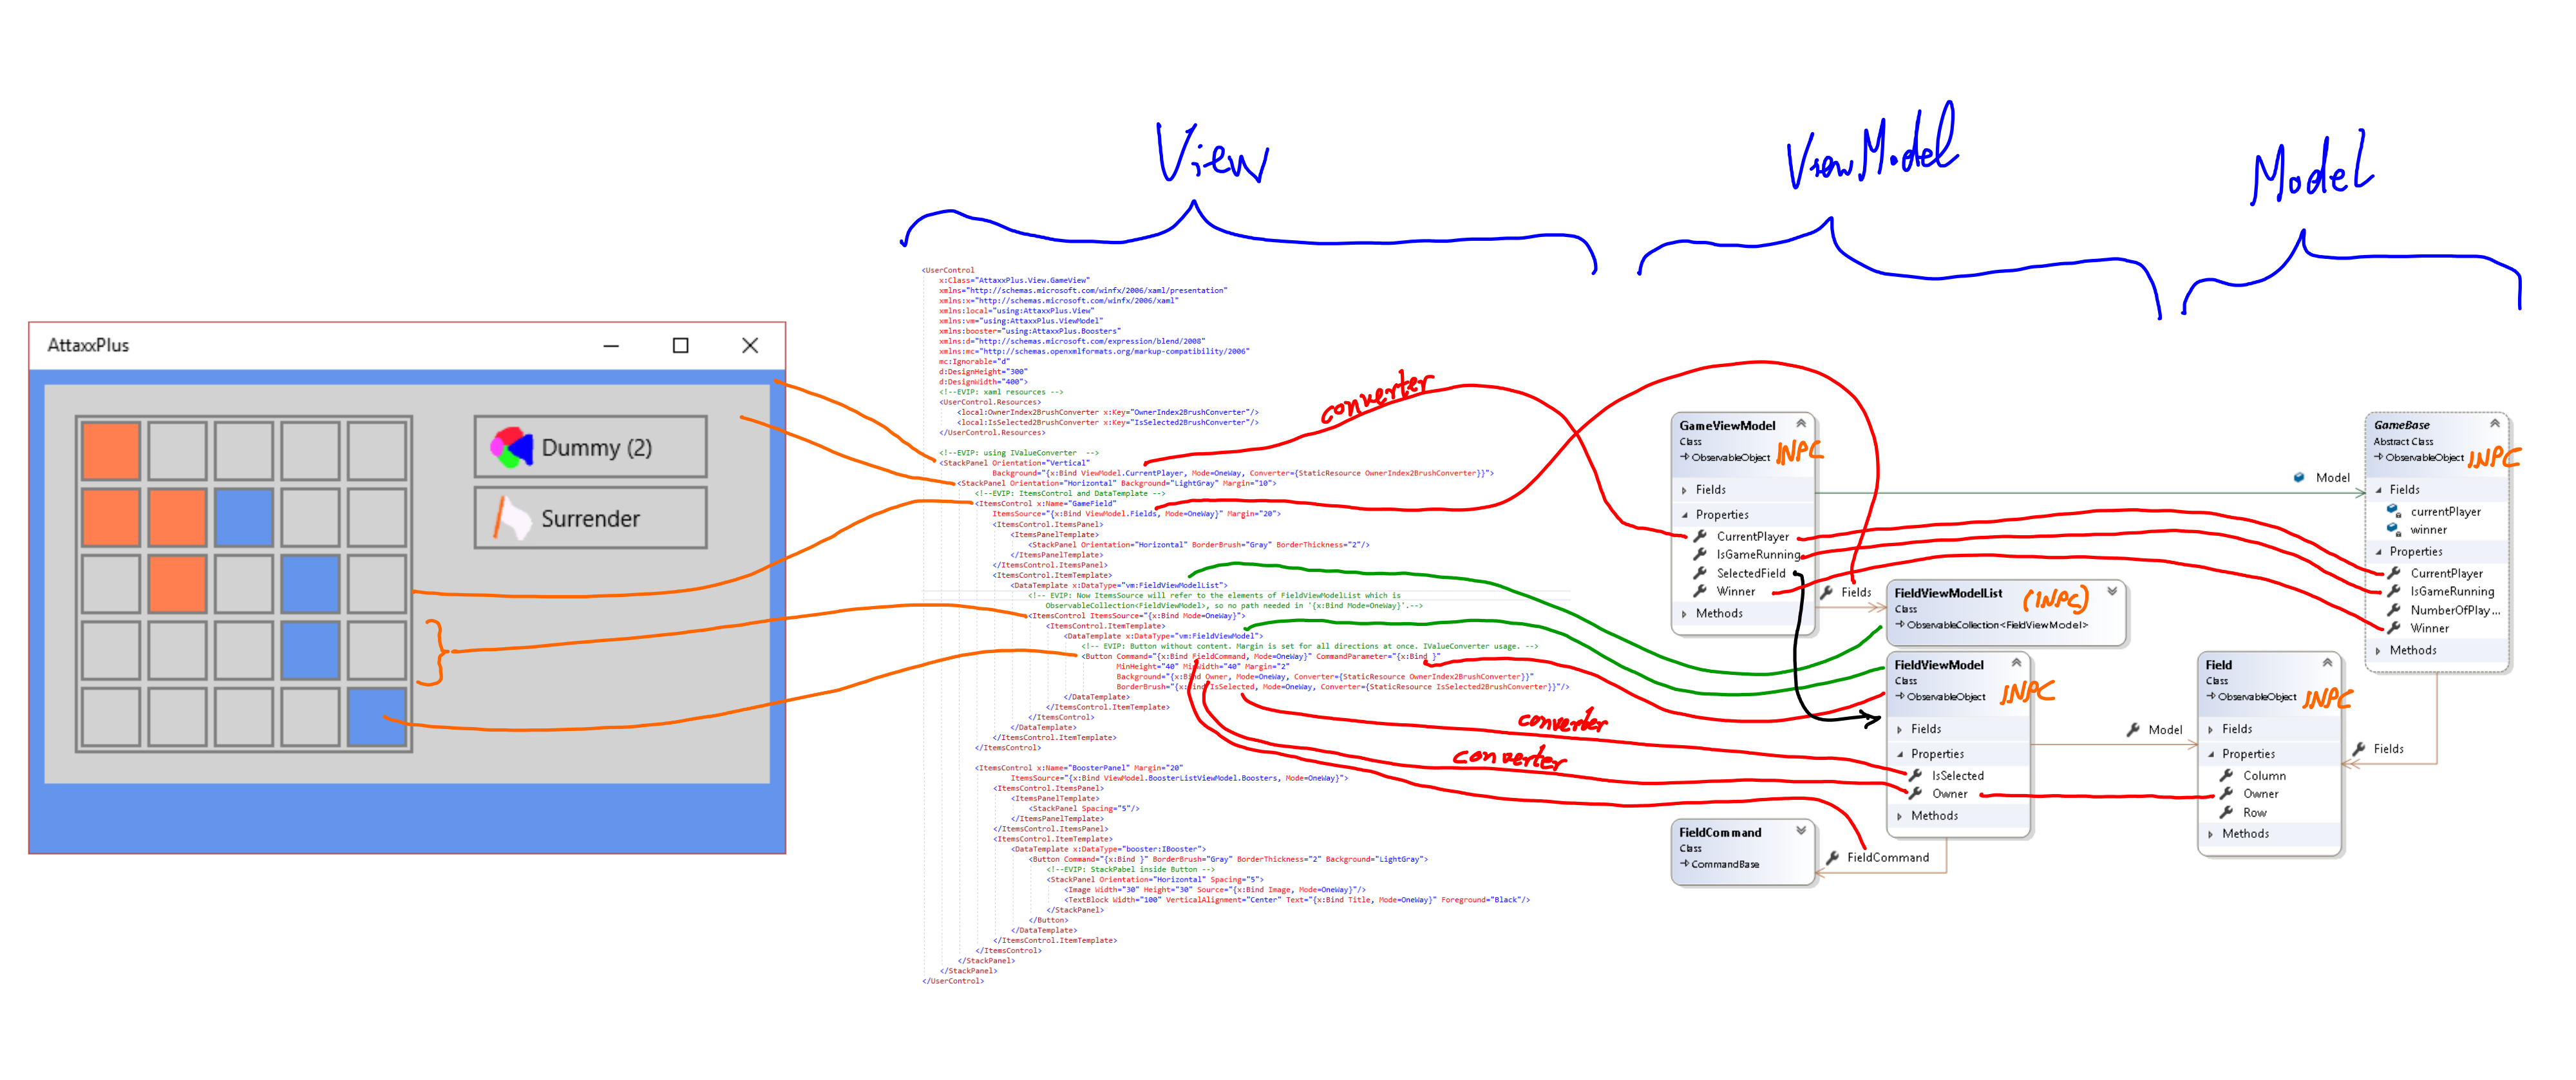 View
ViewModel
Model
AttaxxPlus
Dummy (2)
Surrender
<UserControl
x:Class="AttaxxPlus.View.GameView"
xmlns="http://schemas.microsoft.com/winfx/2006/xaml/presentation"
xmlns:x="http://schemas.microsoft.com/winfx/2006/xaml"
xmlns:local="using:AttaxxPlus.View"
xmlns:vm="using:AttaxxPlus.ViewModel"
xmlns:booster="using:AttaxxPlus.Boosters"
xmlns:d="http://schemas.microsoft.com/expression/blend/2008"
xmlns:mc="http://schemas.openxmlformats.org/markup-compatibility/2006"
mc:Ignorable="d"
d:DesignHeight="300"
d:DesignWidth="400">
<!--EVIP: xaml resources -->
<UserControl.Resources>
<local:OwnerIndex2BrushConverter x:Key="OwnerIndex2BrushConverter"/>
<local:IsSelected2BrushConverter x:Key="IsSelected2BrushConverter"/>
</UserControl.Resources>
<!--EVIP: using IValueConverter -->
<StackPanel Orientation="Vertical"
Background="{x:Bind ViewModel.CurrentPlayer, Mode=OneWay, Converter={StaticResource OwnerIndex2BrushConverter}}">
<StackPanel Orientation="Horizontal" Background="LightGray" Margin="10">
<!--EVIP: ItemsControl and DataTemplate -->
<ItemsControl x:Name="GameField"
ItemsSource="{x:Bind ViewModel.Fields, Mode=OneWay}" Margin="20">
<ItemsControl.ItemsPanel>
<ItemsPanelTemplate>
<StackPanel Orientation="Horizontal" BorderBrush="Gray" BorderThickness="2"/>
</ItemsPanelTemplate>
</ItemsControl.ItemsPanel>
<ItemsControl.ItemTemplate>
<DataTemplate x:DataType="vm:FieldViewModelList">
<!-- EVIP: Now ItemsSource will refer to the elements of FieldViewModelList which is
ObservableCollection<FieldViewModel>, so no path needed in '{x:Bind Mode=OneWay}'.-->
<ItemsControl ItemsSource="{x:Bind Mode=OneWay}">
<ItemsControl.ItemTemplate>
<DataTemplate x:DataType="vm:FieldViewModel">
<!-- EVIP: Button without content. Margin is set for all directions at once. IValueConverter usage. -->
<Button Command="{x:Bind FieldCommand, Mode=OneWay}" CommandParameter="{x:Bind }"
MinHeight="40" MinWidth="40" Margin="2"
Background="{x:Bind Owner, Mode=OneWay, Converter={StaticResource OwnerIndex2BrushConverter}}"
BorderBrush="{x:Bind IsSelected, Mode=OneWay, Converter={StaticResource IsSelected2BrushConverter}}"/>
</DataTemplate>
</ItemsControl.ItemTemplate>
</ItemsControl>
</DataTemplate>
</ItemsControl.ItemTemplate>
</ItemsControl>
<ItemsControl x:Name="BoosterPanel" Margin="20"
ItemsSource="{x:Bind ViewModel.BoosterListViewModel.Boosters, Mode=OneWay}">
<ItemsControl.ItemsPanel>
<ItemsPanelTemplate>
<StackPanel Spacing="5"/>
</ItemsPanelTemplate>
</ItemsControl.ItemsPanel>
<ItemsControl.ItemTemplate>
<DataTemplate x:DataType="booster:IBooster">
<Button Command="{x:Bind }" BorderBrush="Gray" BorderThickness="2" Background="LightGray">
<!--EVIP: StackPabel inside Button -->
<StackPanel Orientation="Horizontal" Spacing="5">
<Image Width="30" Height="30" Source="{x:Bind Image, Mode=OneWay}"/>
<TextBlock Width="100" VerticalAlignment="Center" Text="{x:Bind Title, Mode=OneWay}" Foreground="Black"/>
</StackPanel>
</Button>
</DataTemplate>
</ItemsControl.ItemTemplate>
</ItemsControl>
</StackPanel>
</StackPanel>
</UserControl>
converter
converter
converter
GameViewModel
Class
ObservableObject
INPC
Fields
Properties
CurrentPlayer
IsGameRunning
SelectedField
Winner
Methods
Fields
FieldViewModelList
Class
ObservableCollection<FieldViewModel>
(INPC)
FieldViewModel
Class
ObservableObject
INPC
Fields
Properties
IsSelected
Owner
Methods
FieldCommand
Class
CommandBase
FieldCommand
Model
Model
GameBase
Abstract Class
ObservableObject
INPC
Fields
currentPlayer
winner
Properties
CurrentPlayer
IsGameRunning
NumberOfPlay...
Winner
Methods
Fields
Field
Class
ObservableObject
INPC
Fields
Properties
Column
Owner
Row
Methods